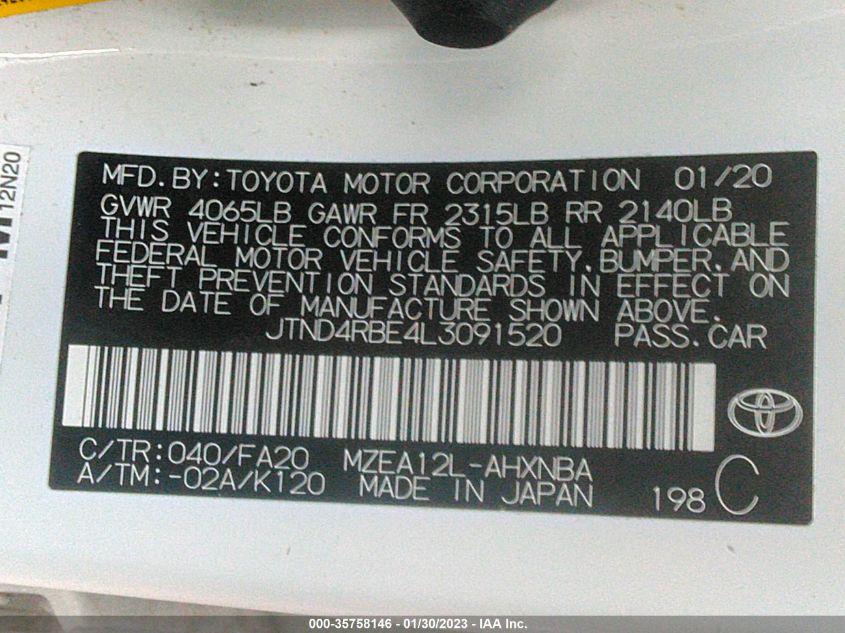 12N20
MFD.BY:TOYOTA MOTOR CORPORATION 01/20
GVWR 4065LB GAWR FR 2315LB RR 2140LB
THIS VEHICLE CONFORMS TO ALL APPLICABLE
FEDERAL MOTOR VEHICLE SAFETY,BUMPER,AND
THEFT PREVENTION STANDARDS IN EFFECT ON
THE DATE OF MANUFACTURE SHOWN ABOVE.
JTND4RBE4L3091520 PASS.CAR
C/TR:040/FA20 MZEA12L-AHXNBA
A/TM:-02A/K120 MADE IN JAPAN 198 C
000-35758146 - 01/30/2023 - IAA Inc.